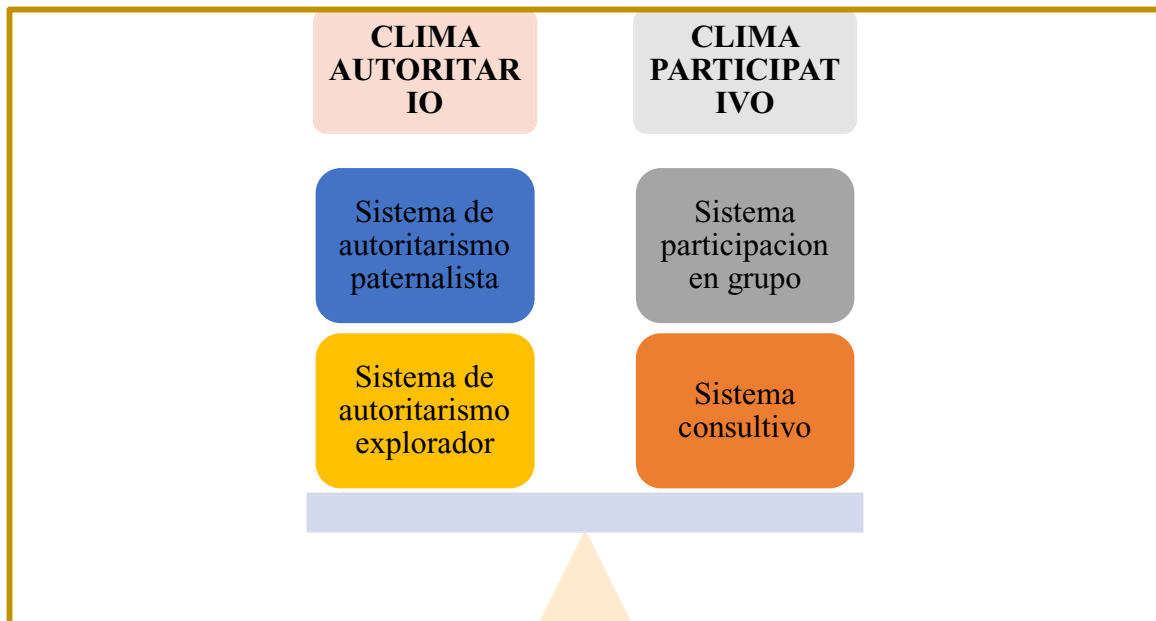 CLIMA
AUTORITAR
IO
CLIMA
PARTICIPAT
IVO
Sistema de
autoritarismo
paternalista
Sistema
participacion
en grupo
Sistema de
autoritarismo
explorador
Sistema
consultivo